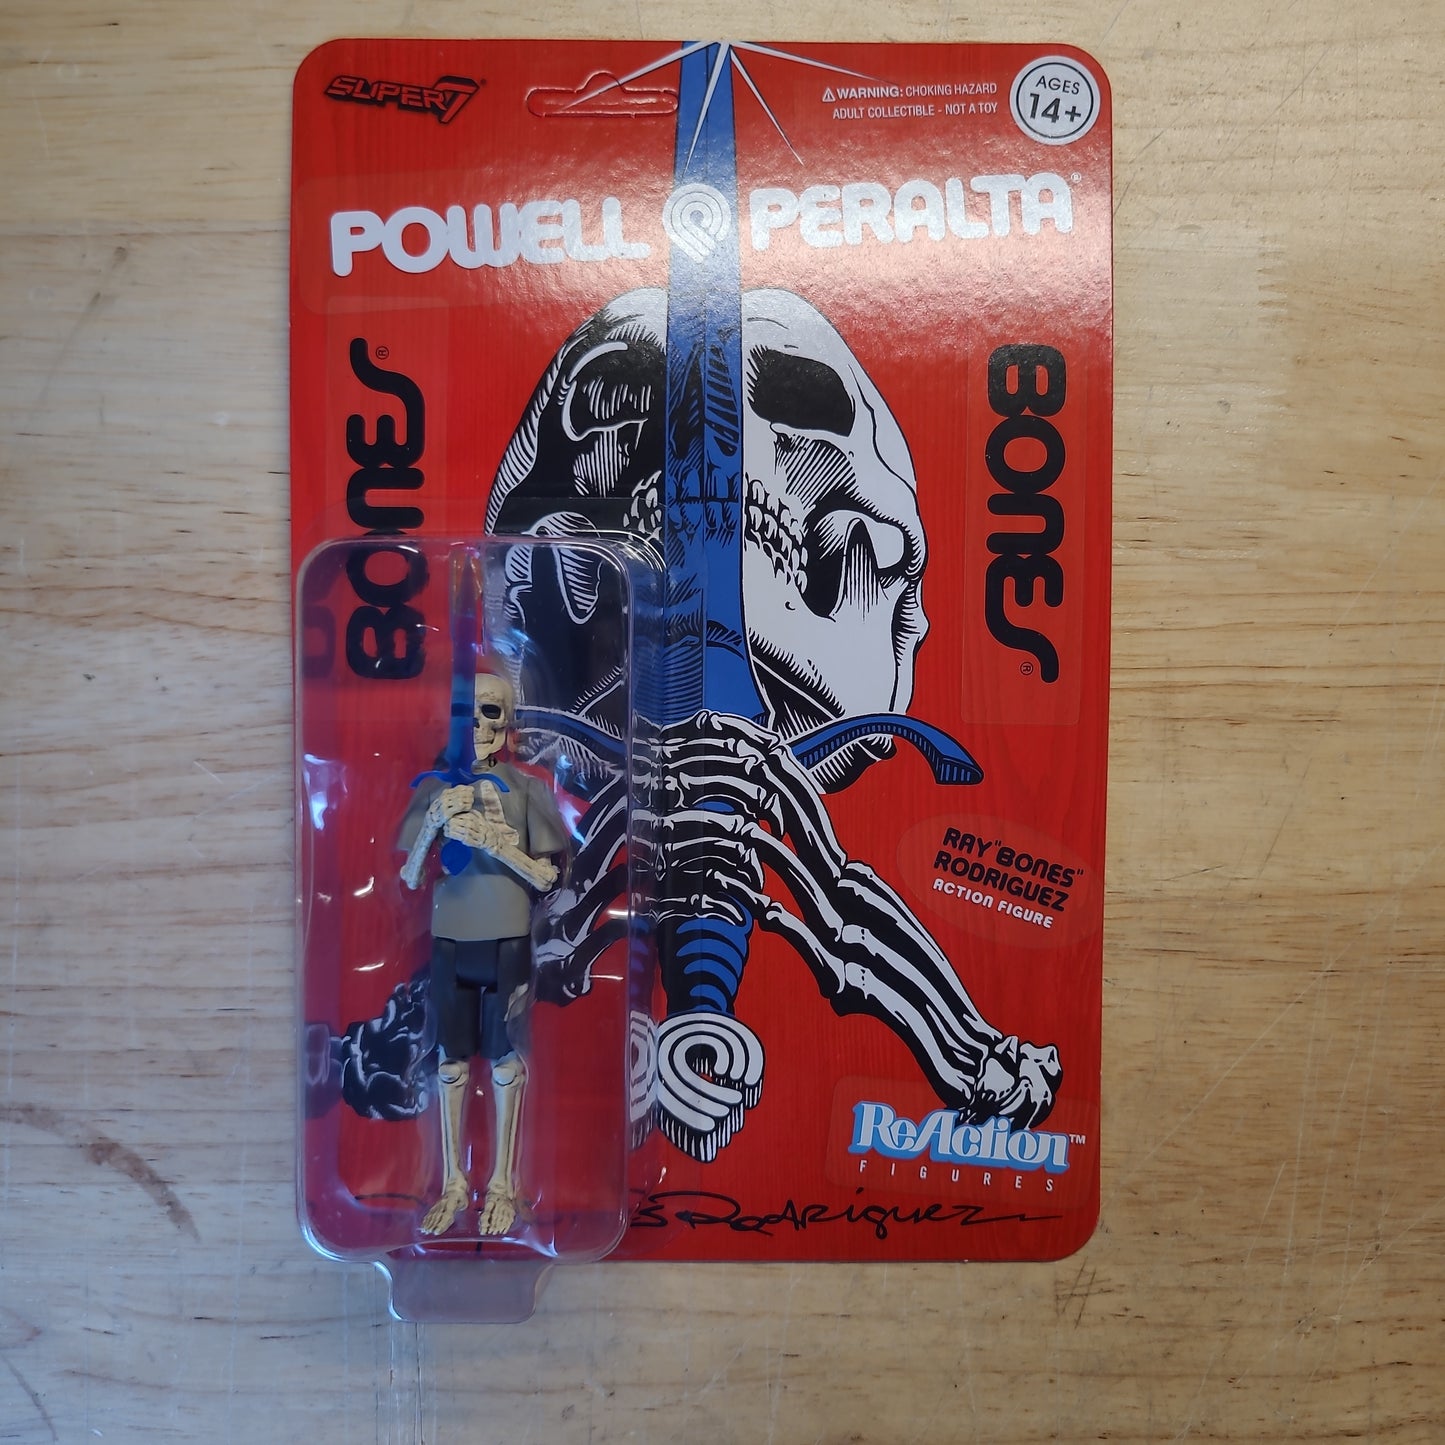 SUPER7
⚠ WARNING: CHOKING HAZARD
ADULT COLLECTIBLE - NOT A TOY
AGES
14+
POWELL PERALTA®
BONES®
BONES®
RAY "BONES"
RODRIGUEZ
ACTION FIGURE
ReAction™
FIGURES
Rodriguez